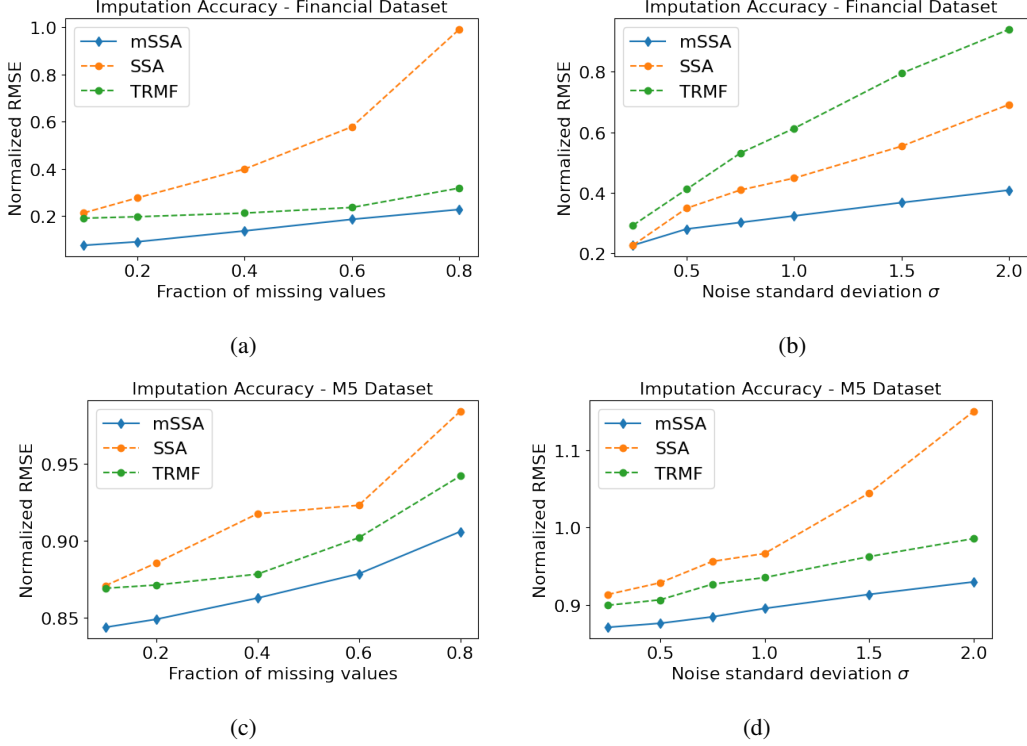 Imputation Accuracy - Financial Dataset
Normalized RMSE
1.0
0.8
0.6
0.4
0.2
mSSA
SSA
TRMF
0.2 0.4 0.6 0.8
Fraction of missing values
(a)
Imputation Accuracy - Financial Dataset
Normalized RMSE
0.8
0.6
0.4
0.2
mSSA
SSA
TRMF
0.5 1.0 1.5 2.0
Noise standard deviation σ
(b)
Imputation Accuracy - M5 Dataset
Normalized RMSE
0.95
0.90
0.85
mSSA
SSA
TRMF
0.2 0.4 0.6 0.8
Fraction of missing values
(c)
Imputation Accuracy - M5 Dataset
Normalized RMSE
1.1
1.0
0.9
mSSA
SSA
TRMF
0.5 1.0 1.5 2.0
Noise standard deviation σ
(d)